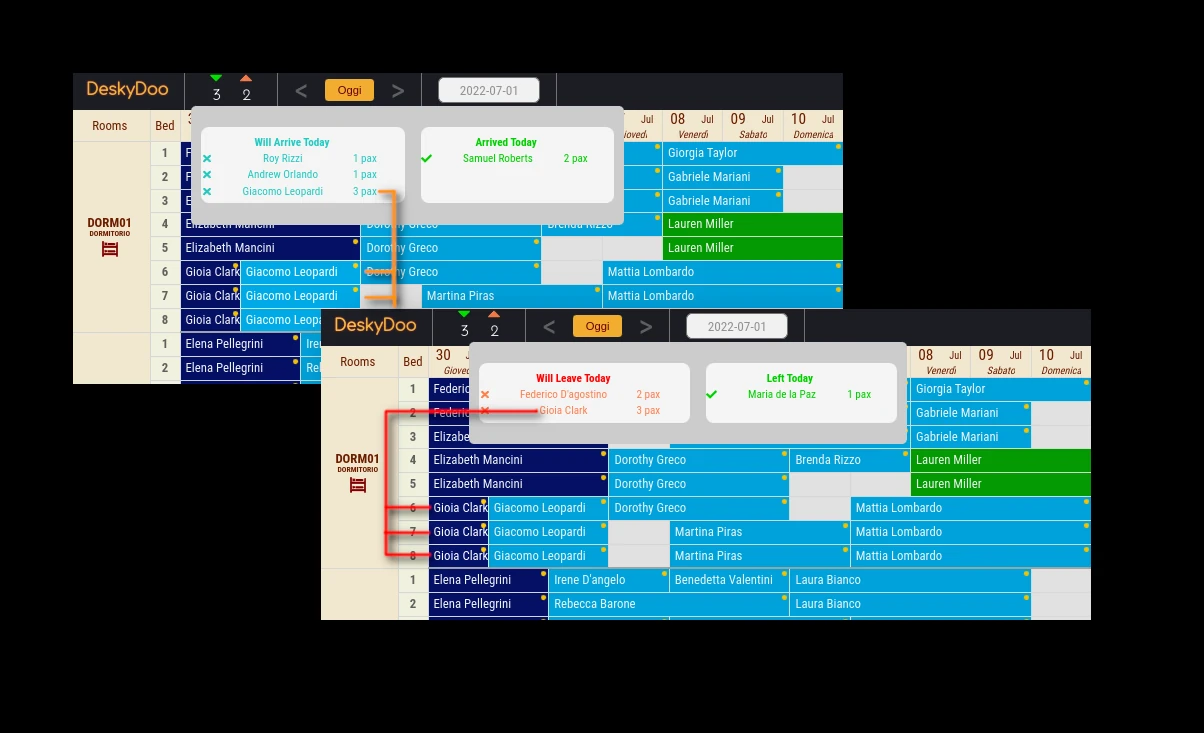 DeskyDoo 3 2 < Oggi > 2022-07-01
Rooms Bed 3 Jul 08 Jul 09 Jul 10 Jul
iovedì Venerdì Sabato Domenica
Will Arrive Today
Roy Rizzi 1 pax
Andrew Orlando 1 pax
Giacomo Leopardi 3 pax
Arrived Today
Samuel Roberts 2 pax
DORM01
DORMITORIO
1 F Giorgia Taylor
2 F Gabriele Mariani
3 E Gabriele Mariani
4 Elizabeth Mancini Dorothy Greco Brenda Rizzo Lauren Miller
5 Elizabeth Mancini Dorothy Greco Lauren Miller
6 Gioia Clark Giacomo Leopardi Dorothy Greco Mattia Lombardo
7 Gioia Clark Giacomo Leopardi Martina Piras Mattia Lombardo
8 Gioia Clark Giacomo Leopa
1 Elena Pellegrini Ire
2 Elena Pellegrini Rel
DeskyDoo 3 2 < Oggi > 2022-07-01
Rooms Bed 30 J 08 Jul 09 Jul 10 Jul
Gioved Venerdì Sabato Domenica
Will Leave Today
Federico D'agostino 2 pax
Gioia Clark 3 pax
Left Today
Maria de la Paz 1 pax
DORM01
DORMITORIO
1 Federic Giorgia Taylor
2 Federic Gabriele Mariani
3 Elizabe Gabriele Mariani
4 Elizabeth Mancini Dorothy Greco Brenda Rizzo Lauren Miller
5 Elizabeth Mancini Dorothy Greco Lauren Miller
6 Gioia Clark Giacomo Leopardi Dorothy Greco Mattia Lombardo
7 Gioia Clark Giacomo Leopardi Martina Piras Mattia Lombardo
8 Gioia Clark Giacomo Leopardi Martina Piras Mattia Lombardo
1 Elena Pellegrini Irene D'angelo Benedetta Valentini Laura Bianco
2 Elena Pellegrini Rebecca Barone Laura Bianco